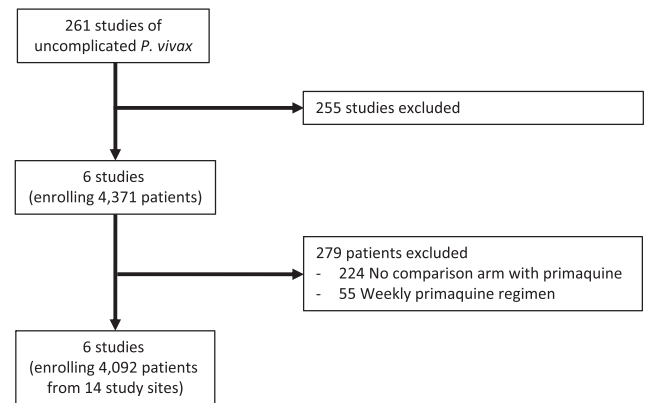 261 studies of
uncomplicated P. vivax
255 studies excluded
6 studies
(enrolling 4,371 patients)
279 patients excluded
- 224 No comparison arm with primaquine
- 55 Weekly primaquine regimen
6 studies
(enrolling 4,092 patients
from 14 study sites)